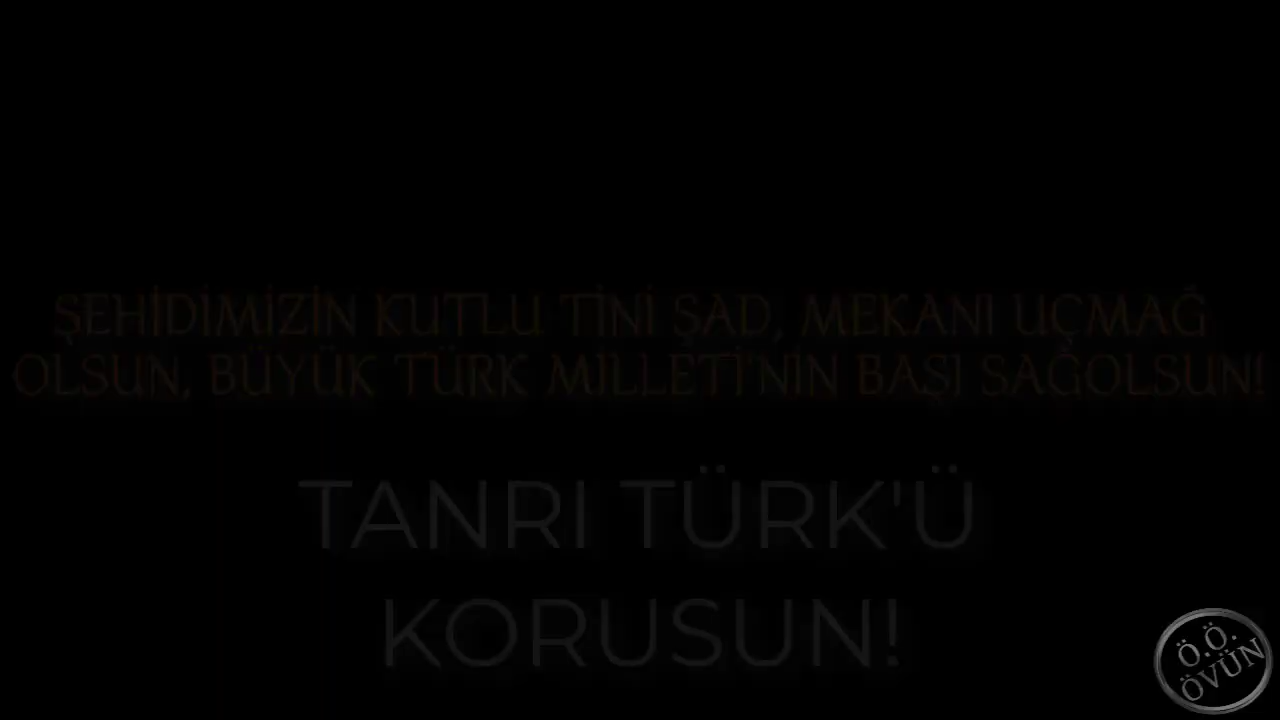 ŞEHİDİMİZİN KUTLU TİNİ ŞAD, MEKANI UÇMAĞ
OLSUN, BÜYÜK TÜRK MİLLETİ'NİN BAŞI SAĞOLSUN!
TANRI TÜRK'Ü
KORUSUN!
Ö.Ö.
ÖVÜN